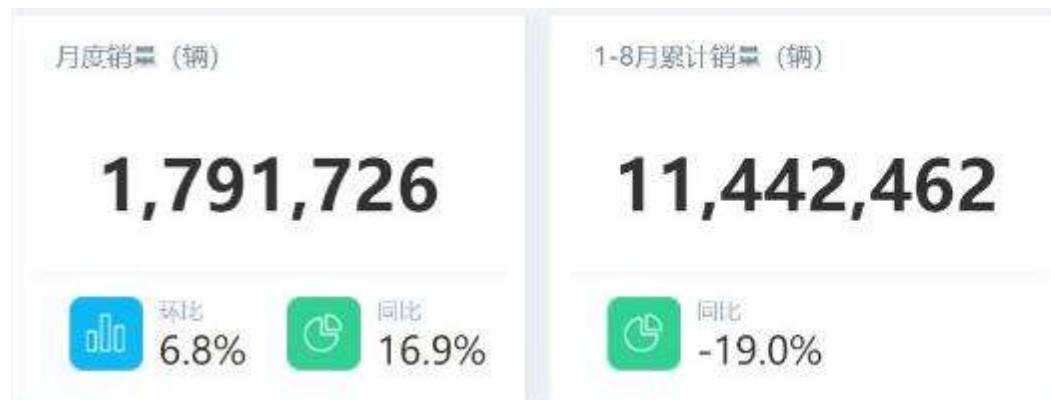 月度销量（辆）
1,791,726
环比
6.8%
同比
16.9%
1-8月累计销量（辆）
11,442,462
同比
-19.0%